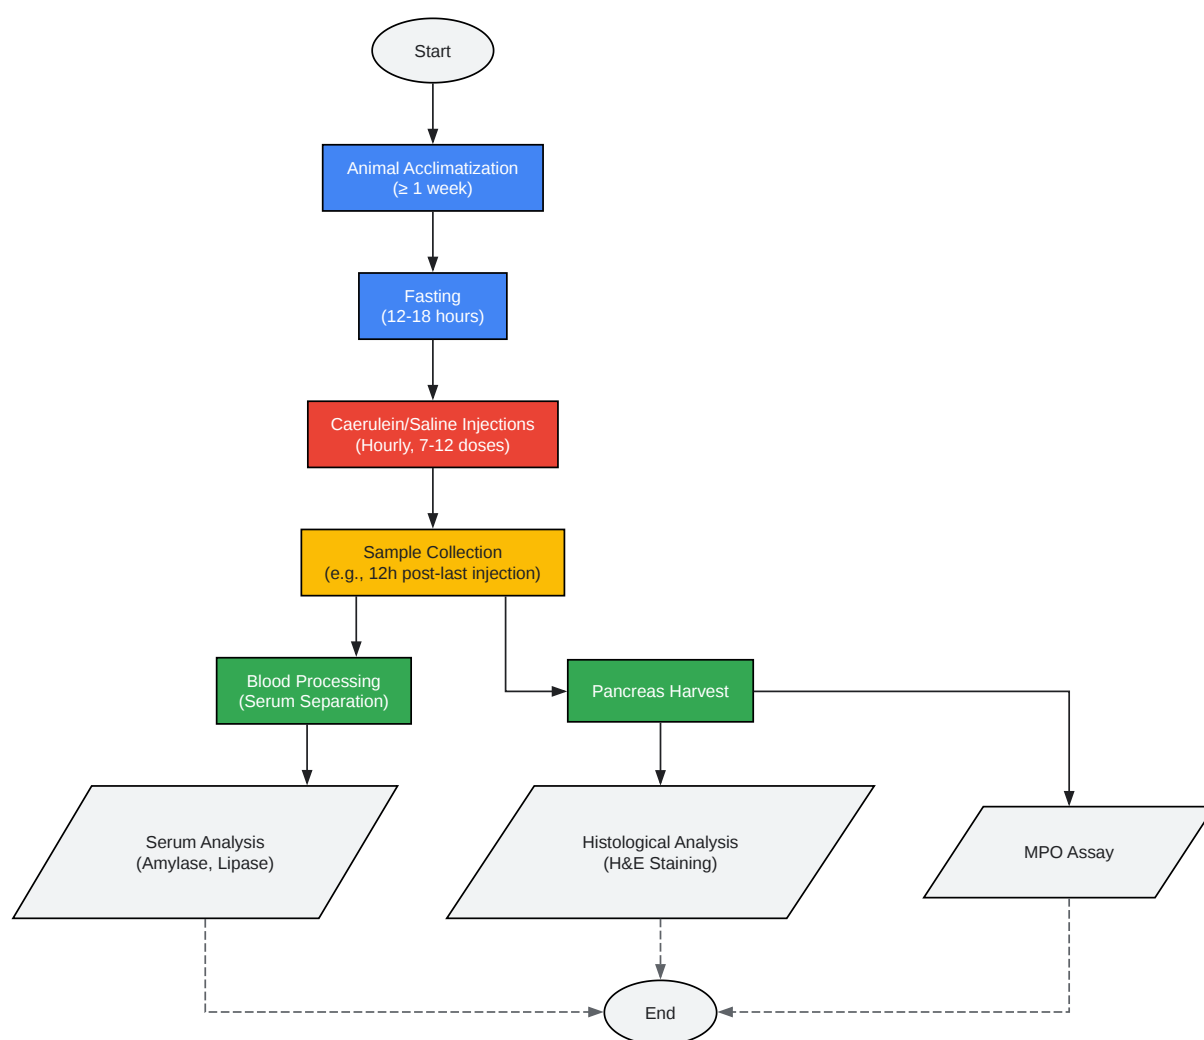 Start
Animal Acclimatization
(≥ 1 week)
Fasting
(12-18 hours)
Caerulein/Saline Injections
(Hourly, 7-12 doses)
Sample Collection
(e.g., 12h post-last injection)
Blood Processing
(Serum Separation)
Pancreas Harvest
Serum Analysis
(Amylase, Lipase)
Histological Analysis
(H&E Staining)
MPO Assay
End